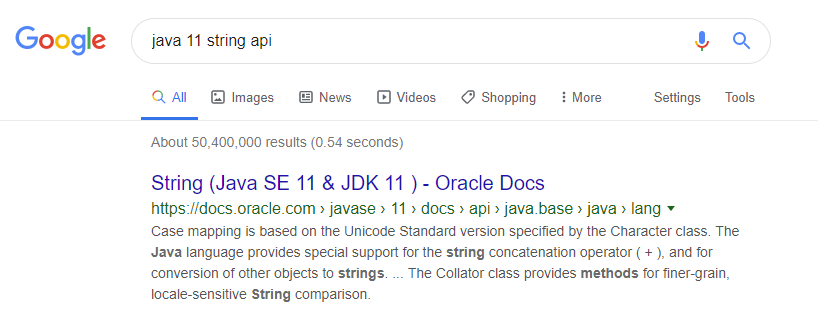 Google
java 11 string api
All Images News Videos Shopping More Settings Tools
About 50,400,000 results (0.54 seconds)
String (Java SE 11 & JDK 11 ) - Oracle Docs
https://docs.oracle.com › javase › 11 › docs › api › java.base › java › lang
Case mapping is based on the Unicode Standard version specified by the Character class. The
Java language provides special support for the string concatenation operator ( + ), and for
conversion of other objects to strings. ... The Collator class provides methods for finer-grain,
locale-sensitive String comparison.